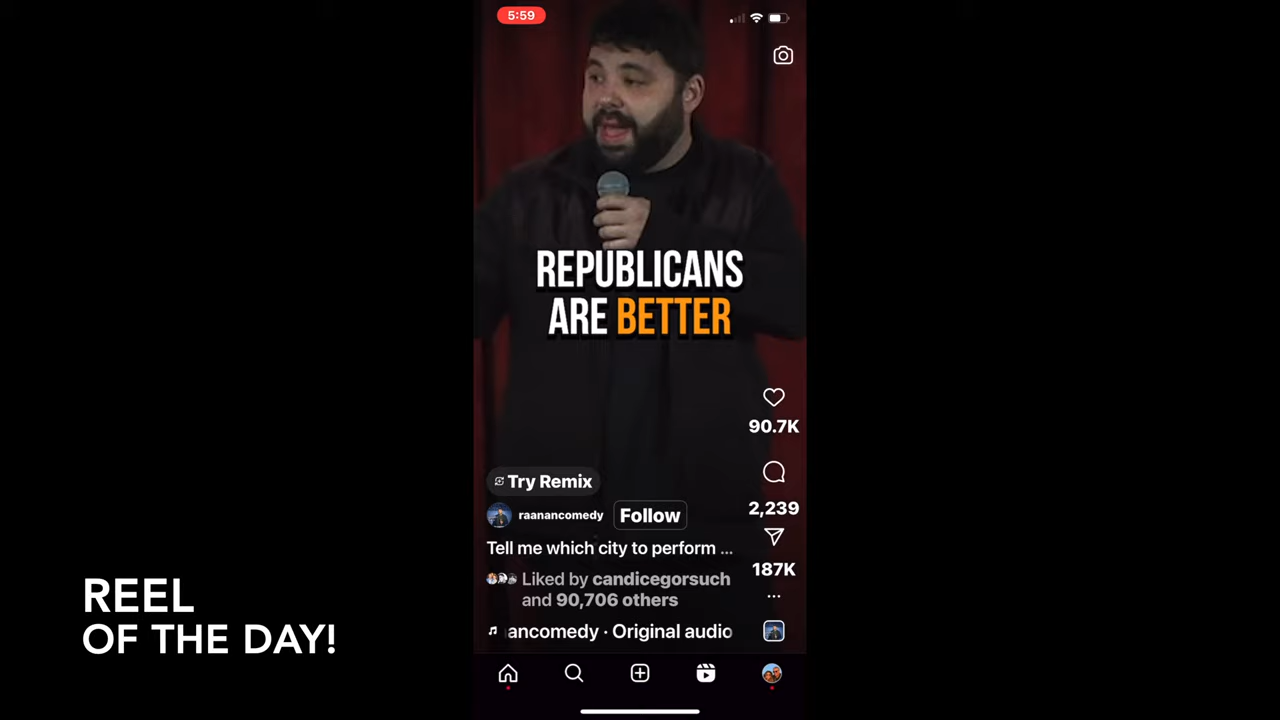 5:59
REPUBLICANS
ARE BETTER
90.7K
2,239
187K
Try Remix
raanancomedy Follow
Tell me which city to perform ...
Liked by candicegorsuch
and 90,706 others
ancomedy · Original audio
REEL
OF THE DAY!